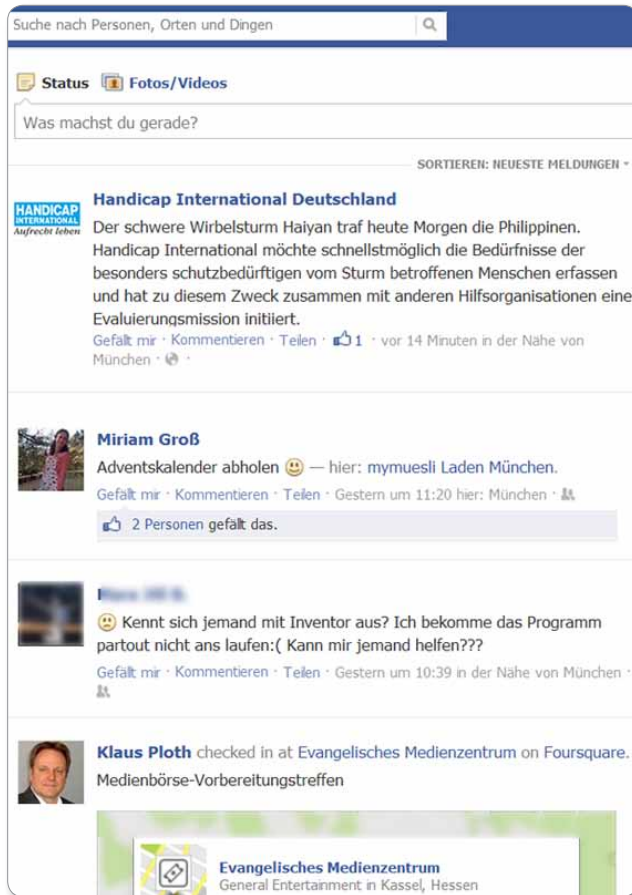 Suche nach Personen, Orten und Dingen
Status Fotos/Videos
Was machst du gerade?
SORTIEREN: NEUESTE MELDUNGEN
HANDICAP
INTERNATIONAL
Aufrecht leben
Handicap International Deutschland
Der schwere Wirbelsturm Haiyan traf heute Morgen die Philippinen.
Handicap International möchte schnellstmöglich die Bedürfnisse der
besonders schutzbedürftigen vom Sturm betroffenen Menschen erfassen
und hat zu diesem Zweck zusammen mit anderen Hilfsorganisationen eine
Evaluierungsmission initiiert.
Gefällt mir · Kommentieren · Teilen · 1 · vor 14 Minuten in der Nähe von
München · ·
Miriam Groß
Adventskalender abholen — hier: mymuesli Laden München.
Gefällt mir · Kommentieren · Teilen · Gestern um 11:20 hier: München ·
2 Personen gefällt das.
Kennt sich jemand mit Inventor aus? Ich bekomme das Programm
partout nicht ans laufen:( Kann mir jemand helfen???
Gefällt mir · Kommentieren · Teilen · Gestern um 10:39 in der Nähe von München ·
Klaus Ploth checked in at Evangelisches Medienzentrum on Foursquare.
Medienbörse-Vorbereitungstreffen
Evangelisches Medienzentrum
General Entertainment in Kassel, Hessen